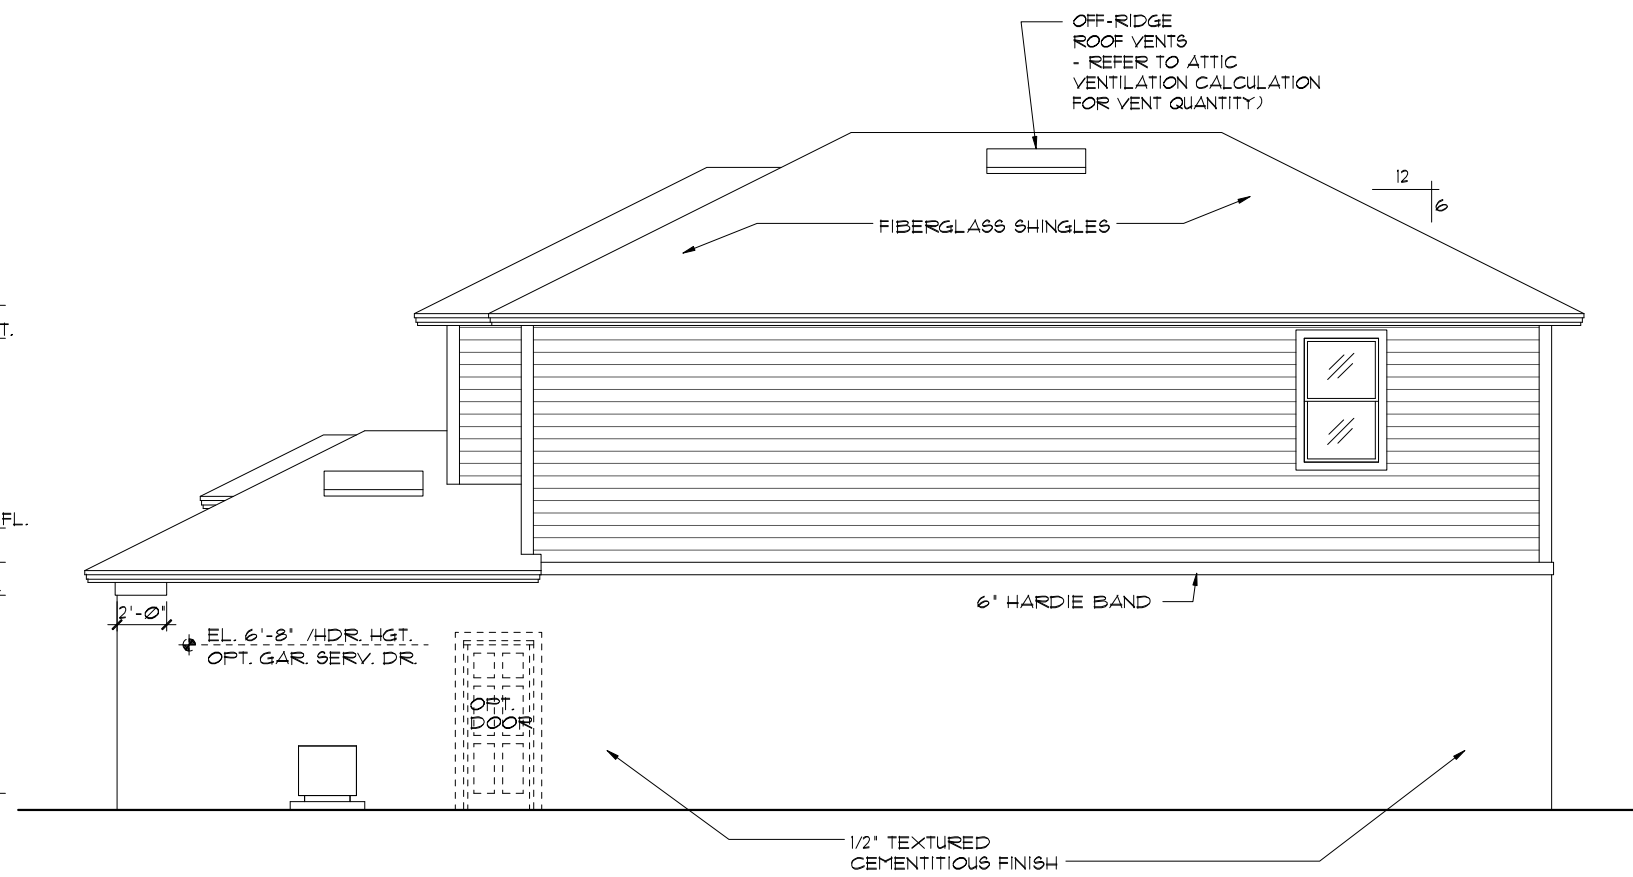 OFF-RIDGE
ROOF VENTS
- REFER TO ATTIC
VENTILATION CALCULATION
FOR VENT QUANTITY)
12
6
FIBERGLASS SHINGLES
T.
FL.
6" HARDIE BAND
2'-0"
EL. 6'-8" /HDR. HGT.
OPT. GAR. SERV. DR.
OPT.
DOOR
1/2" TEXTURED
CEMENTITIOUS FINISH